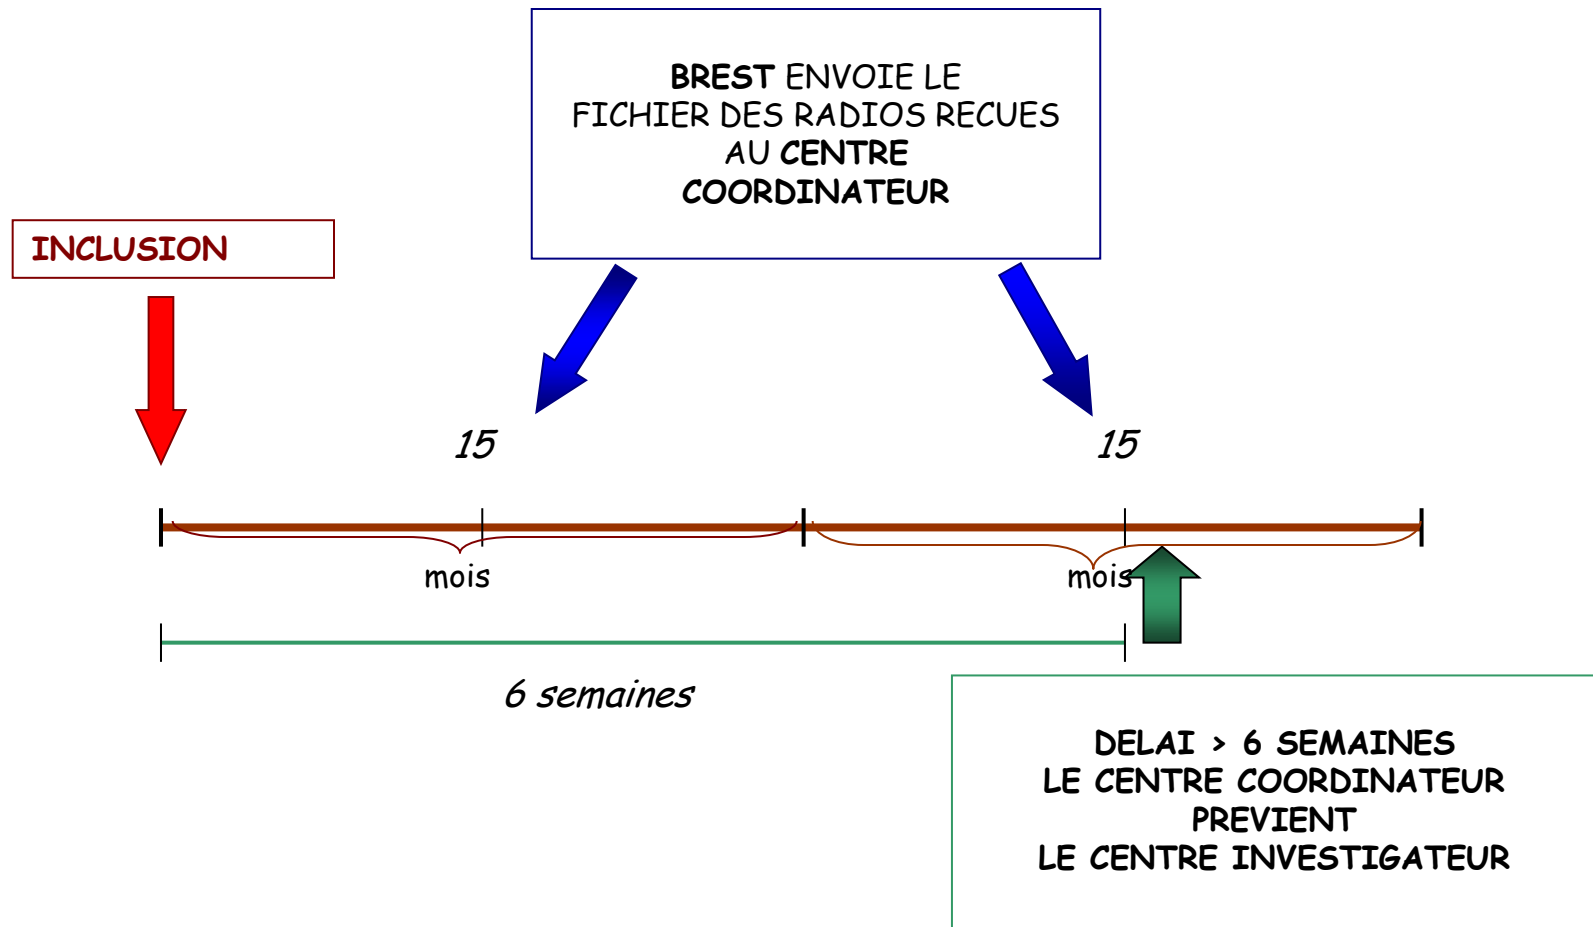 BREST ENVOIE LE
FICHIER DES RADIOS RECUES
AU CENTRE
COORDINATEUR
INCLUSION
15
15
mois
mois
6 semaines
DELAI > 6 SEMAINES
LE CENTRE COORDINATEUR
PREVIENT
LE CENTRE INVESTIGATEUR